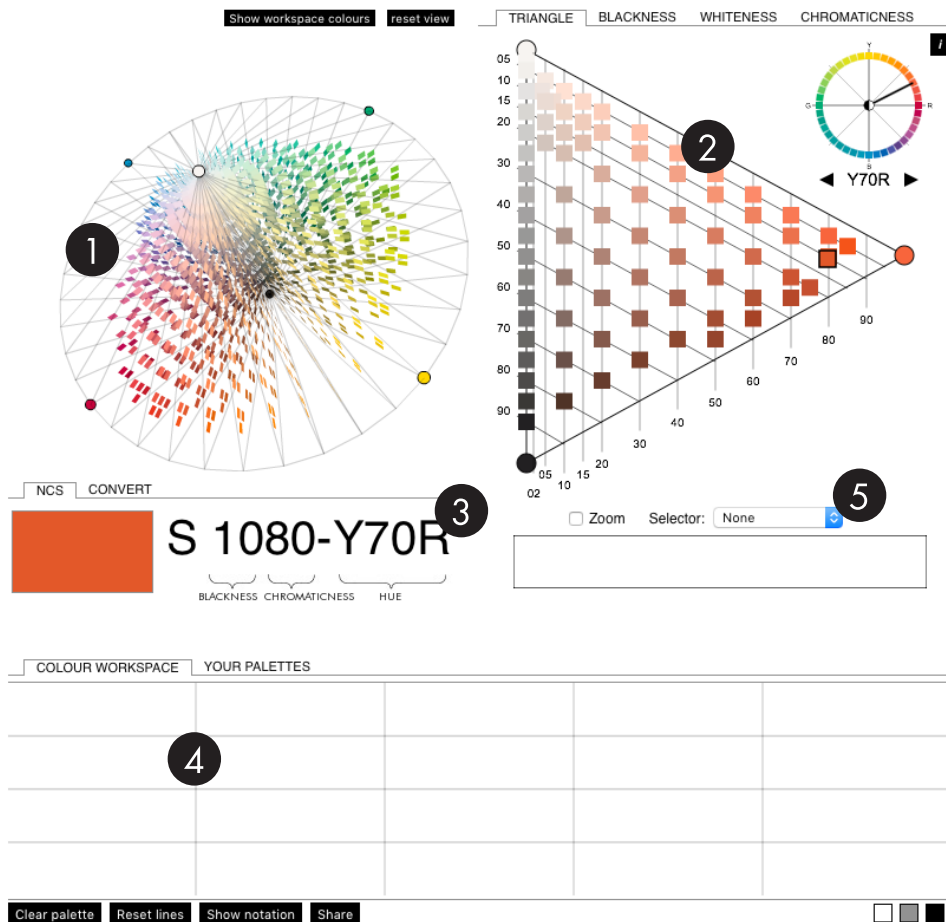 Show workspace colours reset view
TRIANGLE BLACKNESS WHITENESS CHROMATICNESS
i
Y
G R
B
Y70R
05
10
15
20
30
40
50
60
70
80
90
90
80
70
60
50
40
30
20
15
05
10
02
1
2
NCS CONVERT
S 1080-Y70R
3
BLACKNESS CHROMATICNESS HUE
5
Zoom Selector: None
COLOUR WORKSPACE YOUR PALETTES
4
Clear palette Reset lines Show notation Share